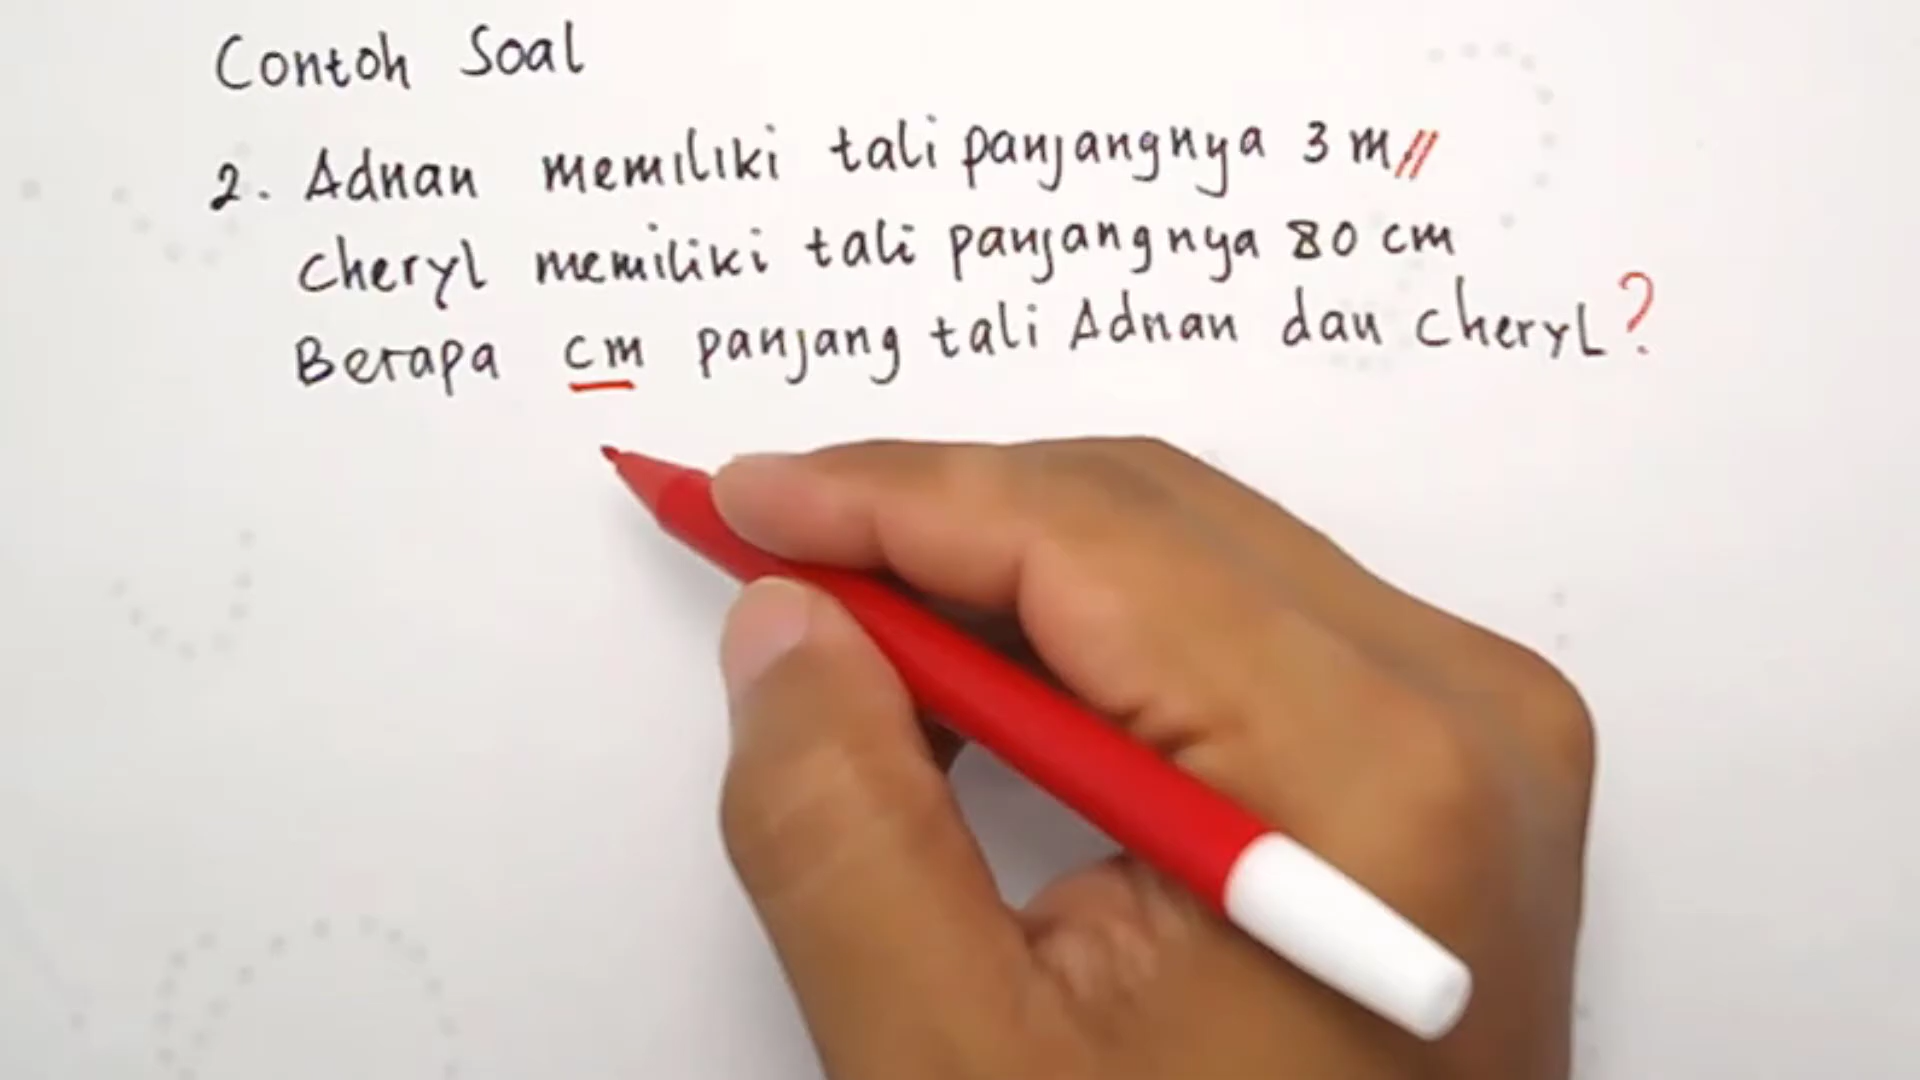 Contoh Soal
2. Adnan memiliki tali panjangnya 3 m
Cheryl memiliki tali panjangnya 80 cm
Berapa cm panjang tali Adnan dan Cheryl?